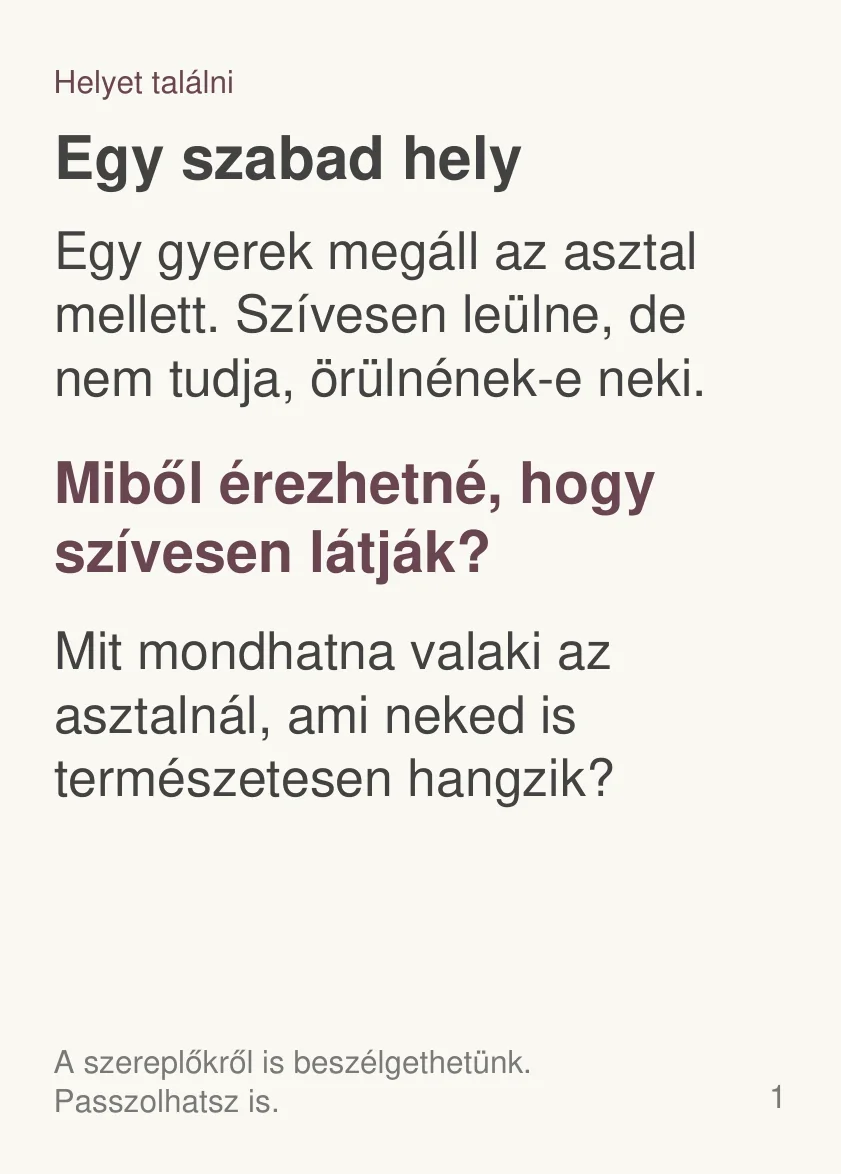 Helyet találni
Egy szabad hely
Egy gyerek megáll az asztal
mellett. Szívesen leülne, de
nem tudja, örülnének-e neki.
Miből érezhetné, hogy
szívesen látják?
Mit mondhatna valaki az
asztalnál, ami neked is
természetesen hangzik?
A szereplőkről is beszélgethetünk.
Passzolhatsz is.
1